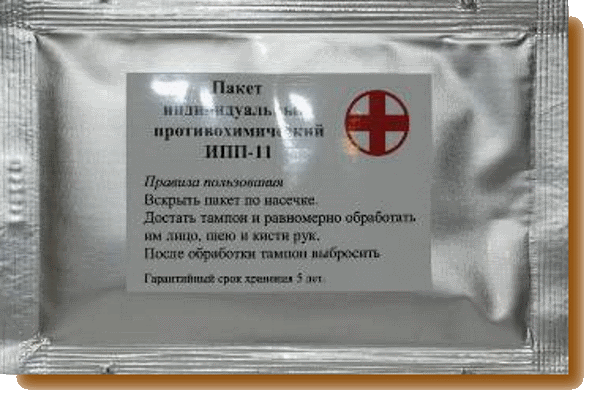 Пакет
индивидуальный
противохимический
ИПП-11
Правила пользования
Вскрыть пакет по насечке.
Достать тампон и равномерно обработать
им лицо, шею и кисти рук.
После обработки тампон выбросить
Гарантийный срок хранения 5 лет.